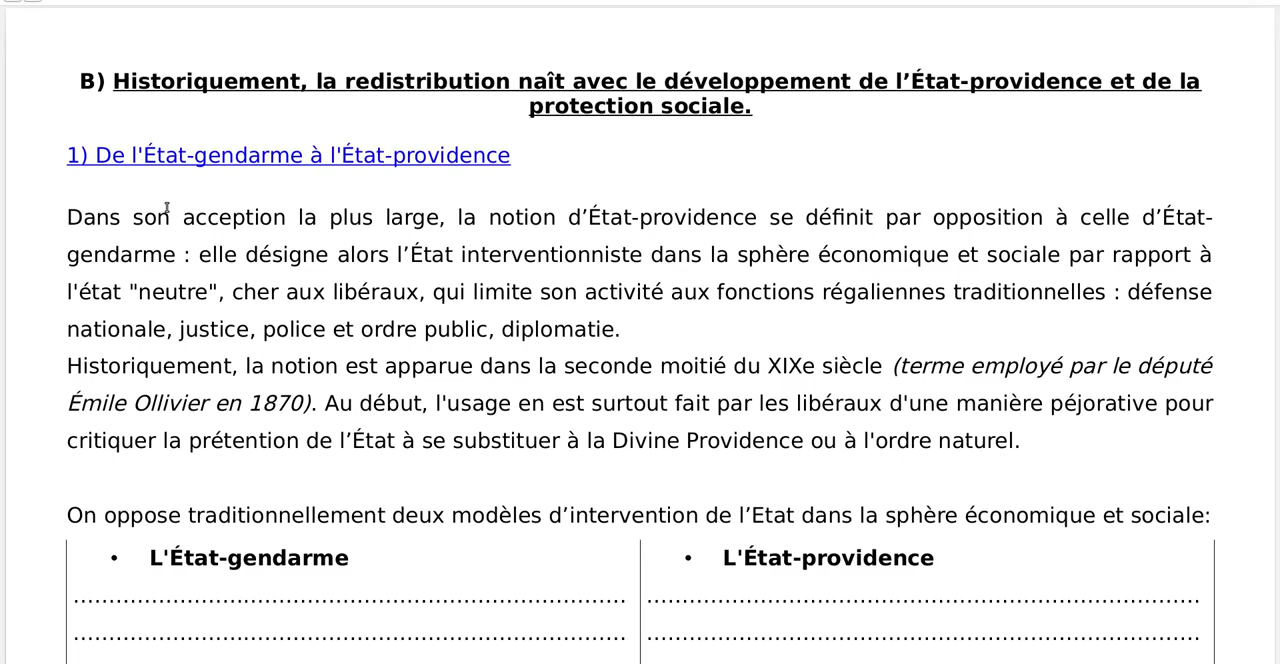 B) Historiquement, la redistribution naît avec le développement de l’État-providence et de la
protection sociale.
1) De l'État-gendarme à l'État-providence
Dans son acception la plus large, la notion d’État-providence se définit par opposition à celle d’État-
gendarme : elle désigne alors l’État interventionniste dans la sphère économique et sociale par rapport à
l'état "neutre", cher aux libéraux, qui limite son activité aux fonctions régaliennes traditionnelles : défense
nationale, justice, police et ordre public, diplomatie.
Historiquement, la notion est apparue dans la seconde moitié du XIXe siècle (terme employé par le député
Émile Ollivier en 1870). Au début, l'usage en est surtout fait par les libéraux d'une manière péjorative pour
critiquer la prétention de l’État à se substituer à la Divine Providence ou à l'ordre naturel.
On oppose traditionnellement deux modèles d’intervention de l’Etat dans la sphère économique et sociale:
• L'État-gendarme
• L'État-providence